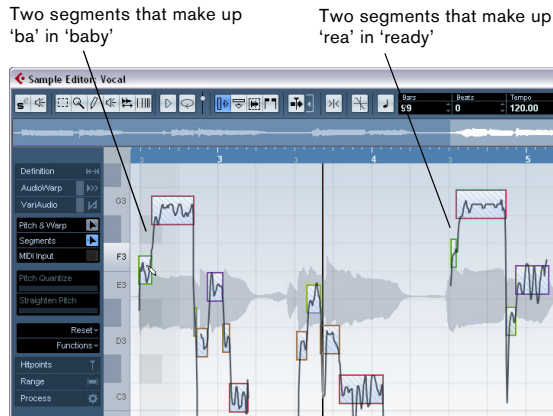 Two segments that make up
'ba' in 'baby'
Two segments that make up
'rea' in 'ready'
Sample Editor: Vocal
Bars
59
Beats
0
Tempo
120.00
3
3
3
4
3
5
Definition
AudioWarp
VariAudio
Pitch & Warp
Segments
MIDI Input
Pitch Quantize
Straighten Pitch
Reset
Functions
Hitpoints
Range
Process
G3
F3
E3
D3
C3